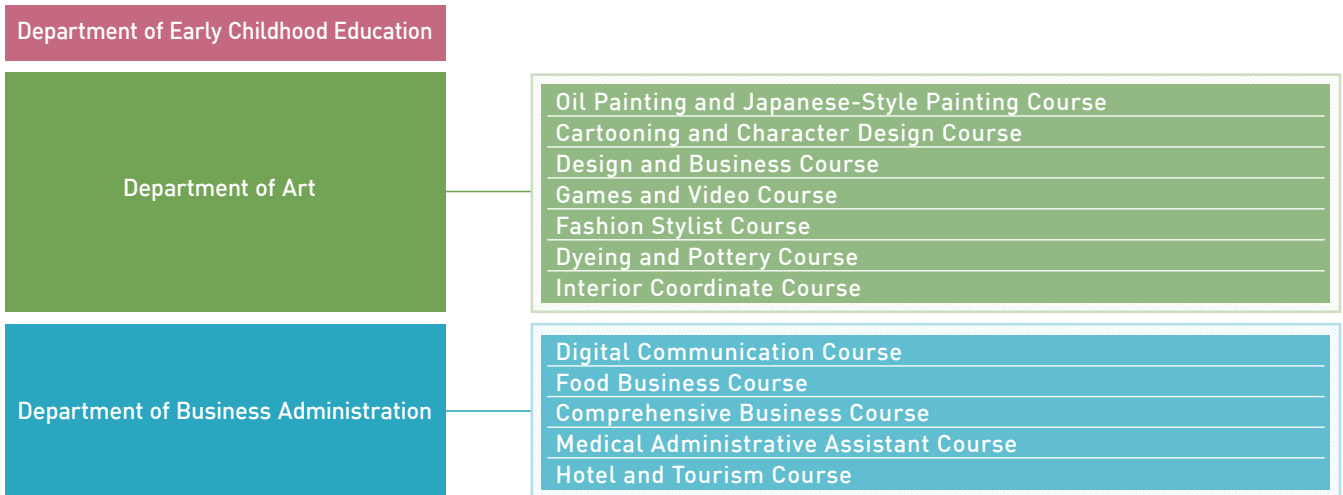 Department of Early Childhood Education
Department of Art
Oil Painting and Japanese-Style Painting Course
Cartooning and Character Design Course
Design and Business Course
Games and Video Course
Fashion Stylist Course
Dyeing and Pottery Course
Interior Coordinate Course
Department of Business Administration
Digital Communication Course
Food Business Course
Comprehensive Business Course
Medical Administrative Assistant Course
Hotel and Tourism Course